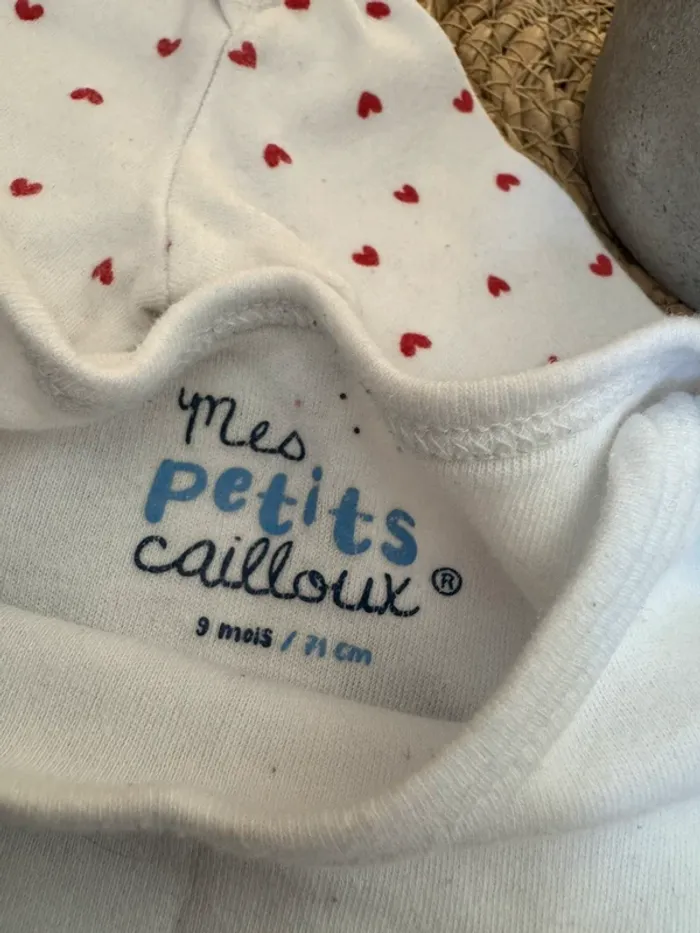 Mes
petits
cailloux ®
9 mois / 71 cm